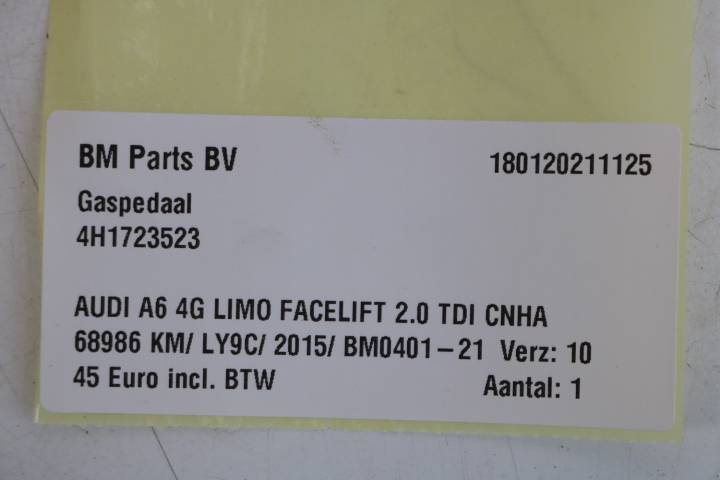 BM Parts BV 180120211125
Gaspedaal
4H1723523
AUDI A6 4G LIMO FACELIFT 2.0 TDI CNHA
68986 KM/ LY9C/ 2015/ BM0401-21 Verz: 10
45 Euro incl. BTW Aantal: 1